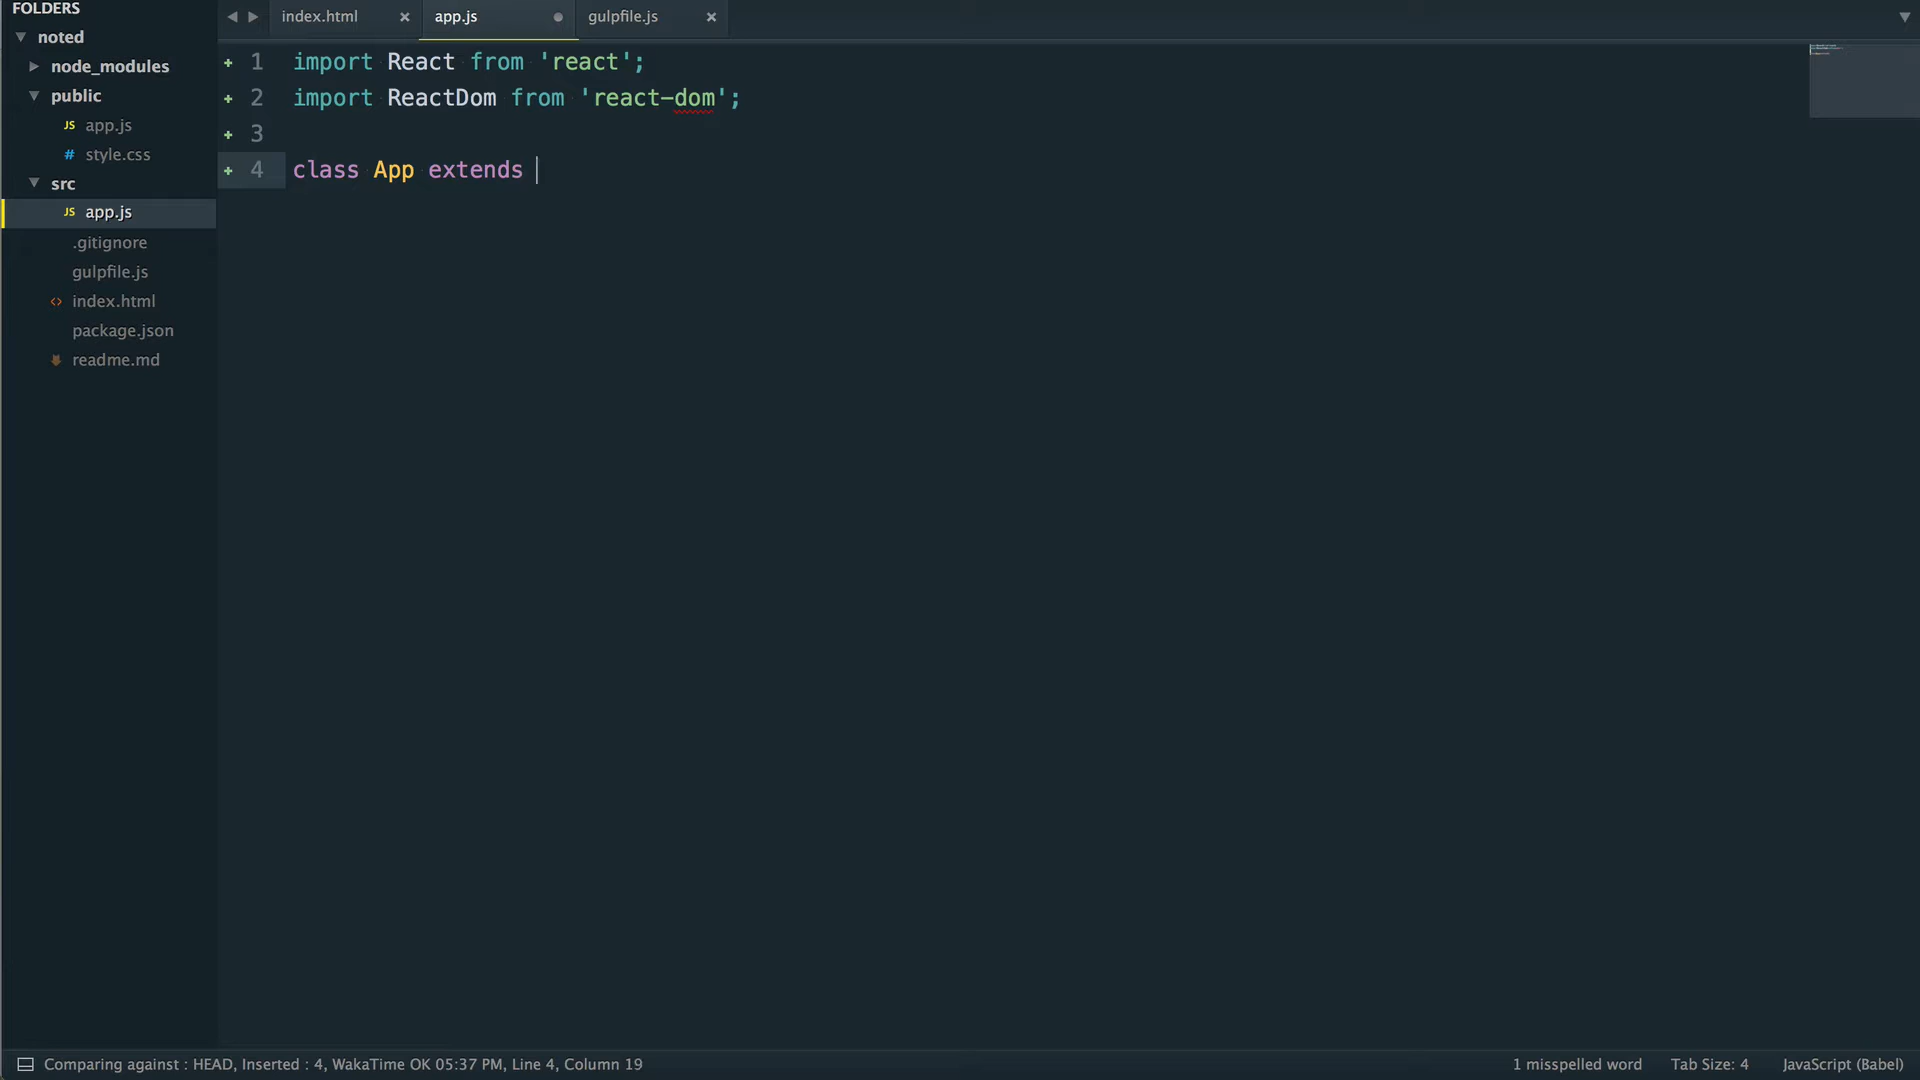 FOLDERS
noted
node_modules
public
JS app.js
# style.css
src
JS app.js
.gitignore
gulpfile.js
<> index.html
package.json
readme.md
index.html × app.js gulpfile.js ×
1 import React from 'react';
2 import ReactDom from 'react-dom';
3
4 class App extends
Comparing against : HEAD, Inserted : 4, WakaTime OK 05:37 PM, Line 4, Column 19
1 misspelled word Tab Size: 4 JavaScript (Babel)